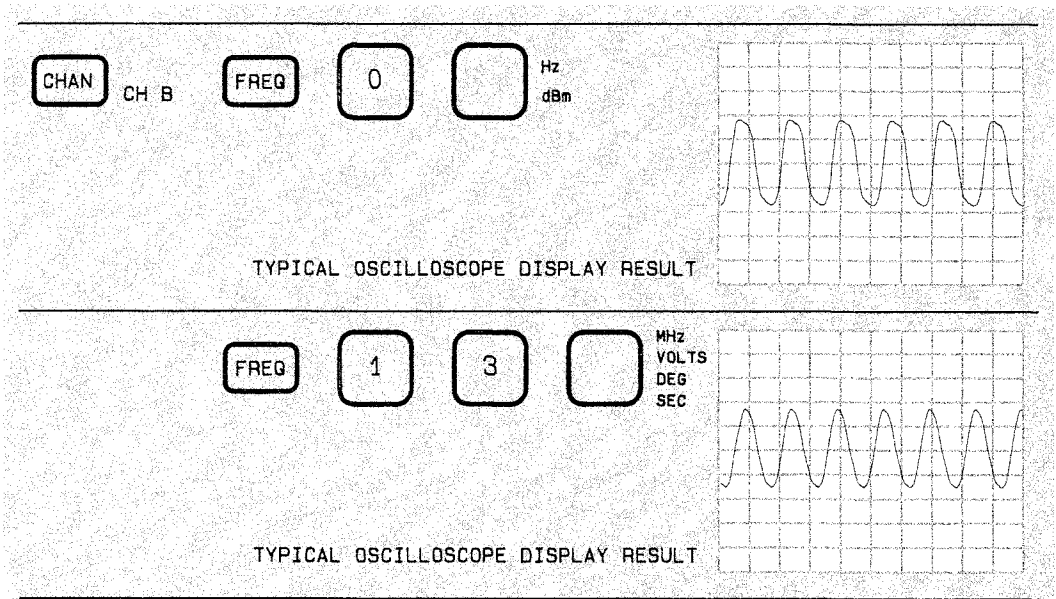 CHAN CH B FREQ 0 Hz
dBm
TYPICAL OSCILLOSCOPE DISPLAY RESULT
FREQ 1 3 MHz
VOLTS
DEG
SEC
TYPICAL OSCILLOSCOPE DISPLAY RESULT